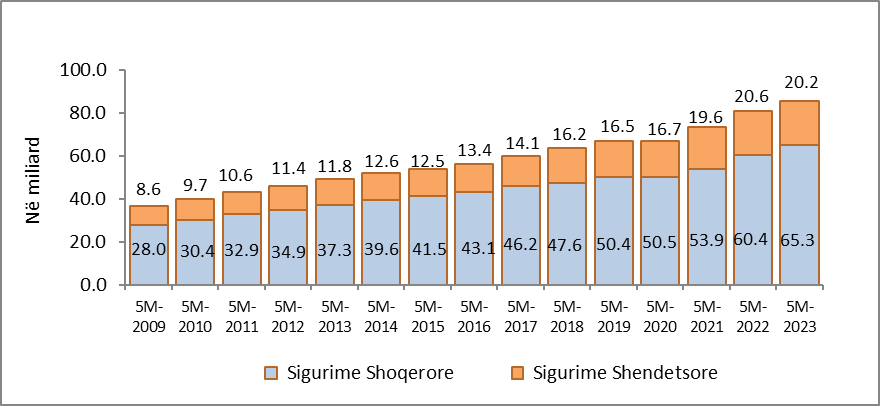 Në miliard
100.0
80.0
60.0
40.0
20.0
0.0
8.6 9.7 10.6 11.4 11.8 12.6 12.5 13.4 14.1 16.2 16.5 16.7 19.6 20.6 20.2
28.0 30.4 32.9 34.9 37.3 39.6 41.5 43.1 46.2 47.6 50.4 50.5 53.9 60.4 65.3
5M- 5M- 5M- 5M- 5M- 5M- 5M- 5M- 5M- 5M- 5M- 5M- 5M- 5M- 5M-
2009 2010 2011 2012 2013 2014 2015 2016 2017 2018 2019 2020 2021 2022 2023
Sigurime Shoqerore Sigurime Shendetsore